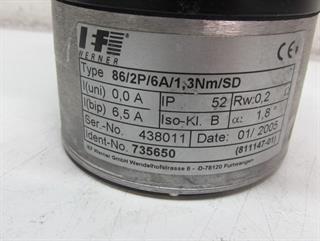 WERNER
CE
Type 86/2P/6A/1,3Nm/SD
I(uni) 0,0 A IP 52 Rw:0,2 Ω
I(bip) 6,5 A Iso-Kl. B α: 1,8°
Ser.-No. 438011 Date: 01/ 2005
Ident-No. 735650 (811147-01)
IEF Werner GmbH Wendelhofstrasse 6 - D-78120 Furtwangen